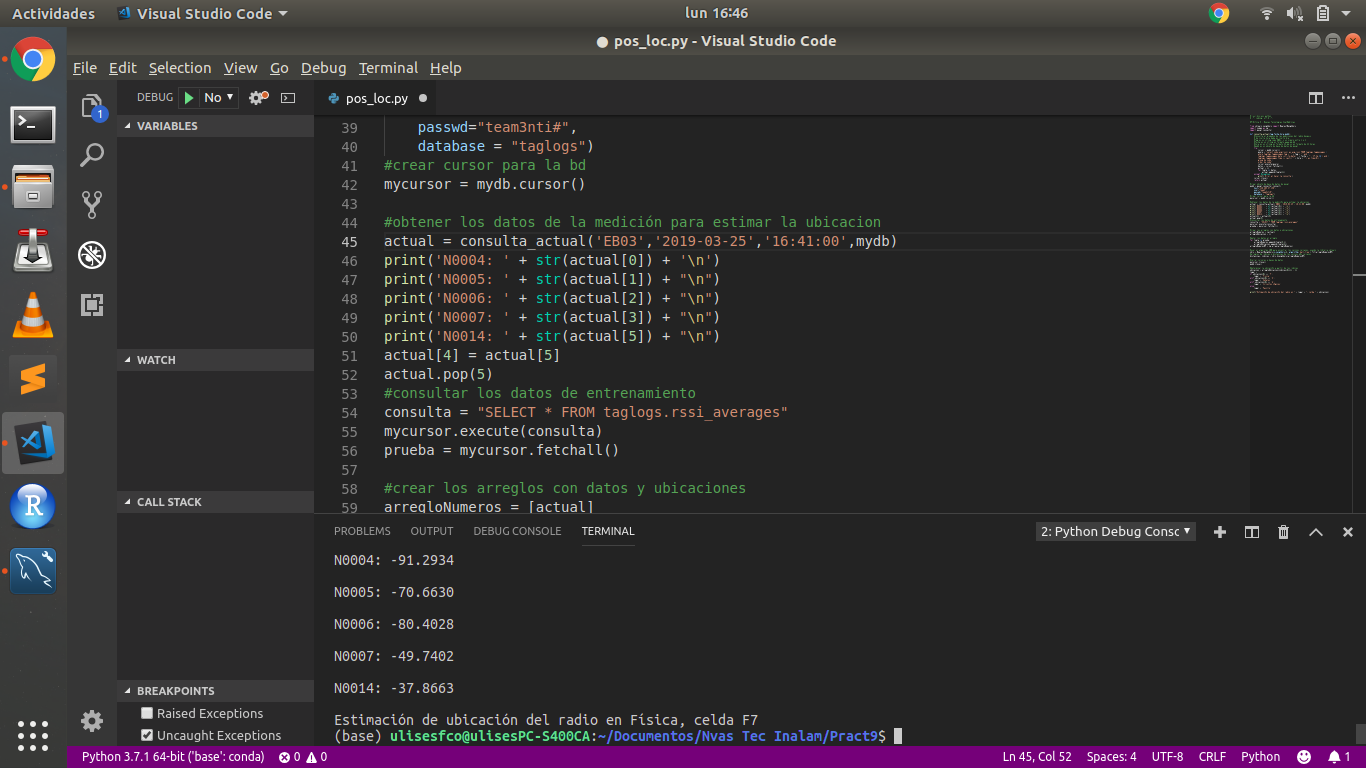 Actividades
Visual Studio Code
lun 16:46
● pos_loc.py - Visual Studio Code
File Edit Selection View Go Debug Terminal Help
1
DEBUG No
pos_loc.py
VARIABLES
WATCH
CALL STACK
BREAKPOINTS
Raised Exceptions
Uncaught Exceptions
39 passwd="team3nti#",
40 database = "taglogs")
41 #crear cursor para la bd
42 mycursor = mydb.cursor()
43
44 #obtener los datos de la medición para estimar la ubicacion
45 actual = consulta_actual('EB03','2019-03-25','16:41:00',mydb)
46 print('N0004: ' + str(actual[0]) + '\n')
47 print('N0005: ' + str(actual[1]) + "\n")
48 print('N0006: ' + str(actual[2]) + "\n")
49 print('N0007: ' + str(actual[3]) + "\n")
50 print('N0014: ' + str(actual[5]) + "\n")
51 actual[4] = actual[5]
52 actual.pop(5)
53 #consultar los datos de entrenamiento
54 consulta = "SELECT * FROM taglogs.rssi_averages"
55 mycursor.execute(consulta)
56 prueba = mycursor.fetchall()
57
58 #crear los arreglos con datos y ubicaciones
59 arregloNumeros = [actual]
PROBLEMS OUTPUT DEBUG CONSOLE TERMINAL
2: Python Debug Consc
N0004: -91.2934
N0005: -70.6630
N0006: -80.4028
N0007: -49.7402
N0014: -37.8663
Estimación de ubicación del radio en Física, celda F7
(base) ulisesfco@ulisesPC-S400CA:~/Documentos/Nvas Tec Inalam/Pract9$
Python 3.7.1 64-bit ('base': conda) 0 0 Ln 45, Col 52 Spaces: 4 UTF-8 CRLF Python 1